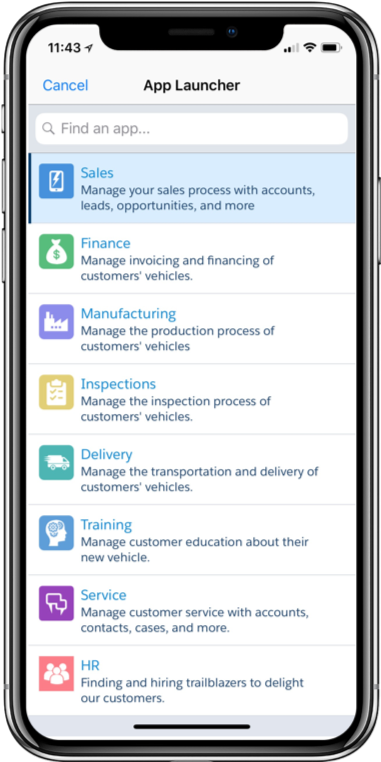 11:43
Cancel
App Launcher
Find an app...
Sales
Manage your sales process with accounts,
leads, opportunities, and more
$
Finance
Manage invoicing and financing of
customers' vehicles.
Manufacturing
Manage the production process of
customers' vehicles
Inspections
Manage the inspection process of
customers' vehicles.
Delivery
Manage the transportation and delivery of
customers' vehicles.
Training
Manage customer education about their
new vehicle.
Service
Manage customer service with accounts,
contacts, cases, and more.
HR
Finding and hiring trailblazers to delight
our customers.